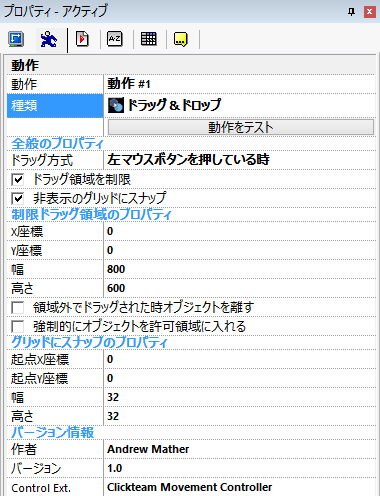 プロパティ - アクティブ
A-Z
動作
動作 動作 #1
種類 ドラッグ＆ドロップ
動作をテスト
全般のプロパティ
ドラッグ方式 左マウスボタンを押している時
ドラッグ領域を制限
非表示のグリッドにスナップ
制限ドラッグ領域のプロパティ
X座標 0
Y座標 0
幅 800
高さ 600
領域外でドラッグされた時オブジェクトを離す
強制的にオブジェクトを許可領域に入れる
グリッドにスナップのプロパティ
起点X座標 0
起点Y座標 0
幅 32
高さ 32
バージョン情報
作者 Andrew Mather
バージョン 1.0
Control Ext. Clickteam Movement Controller